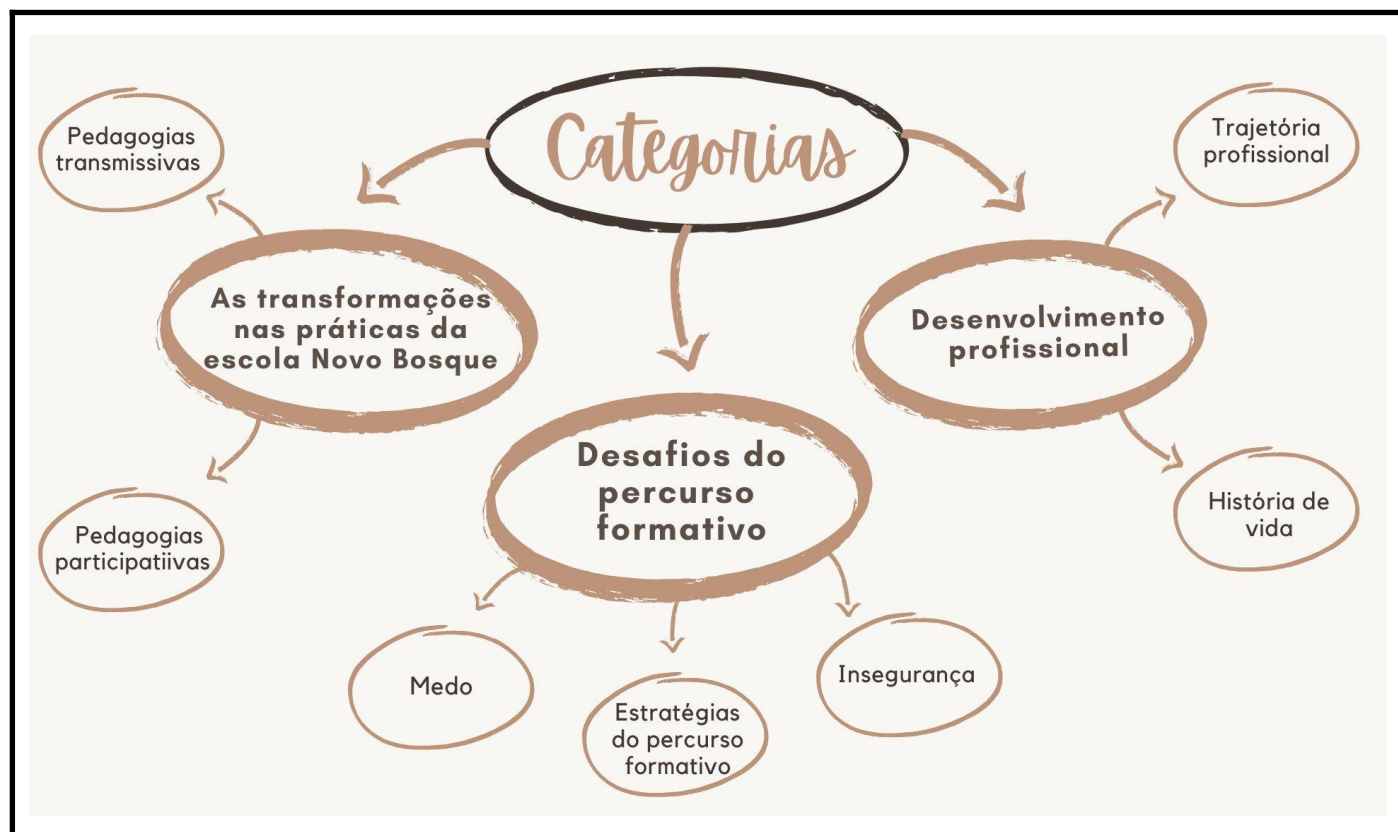 Categorias
Pedagogias
transmissivas
As transformações
nas práticas da
escola Novo Bosque
Pedagogias
participatiivas
Desafios do
percurso
formativo
Medo
Estratégias
do percurso
formativo
Insegurança
Desenvolvimento
profissional
Trajetória
profissional
História de
vida